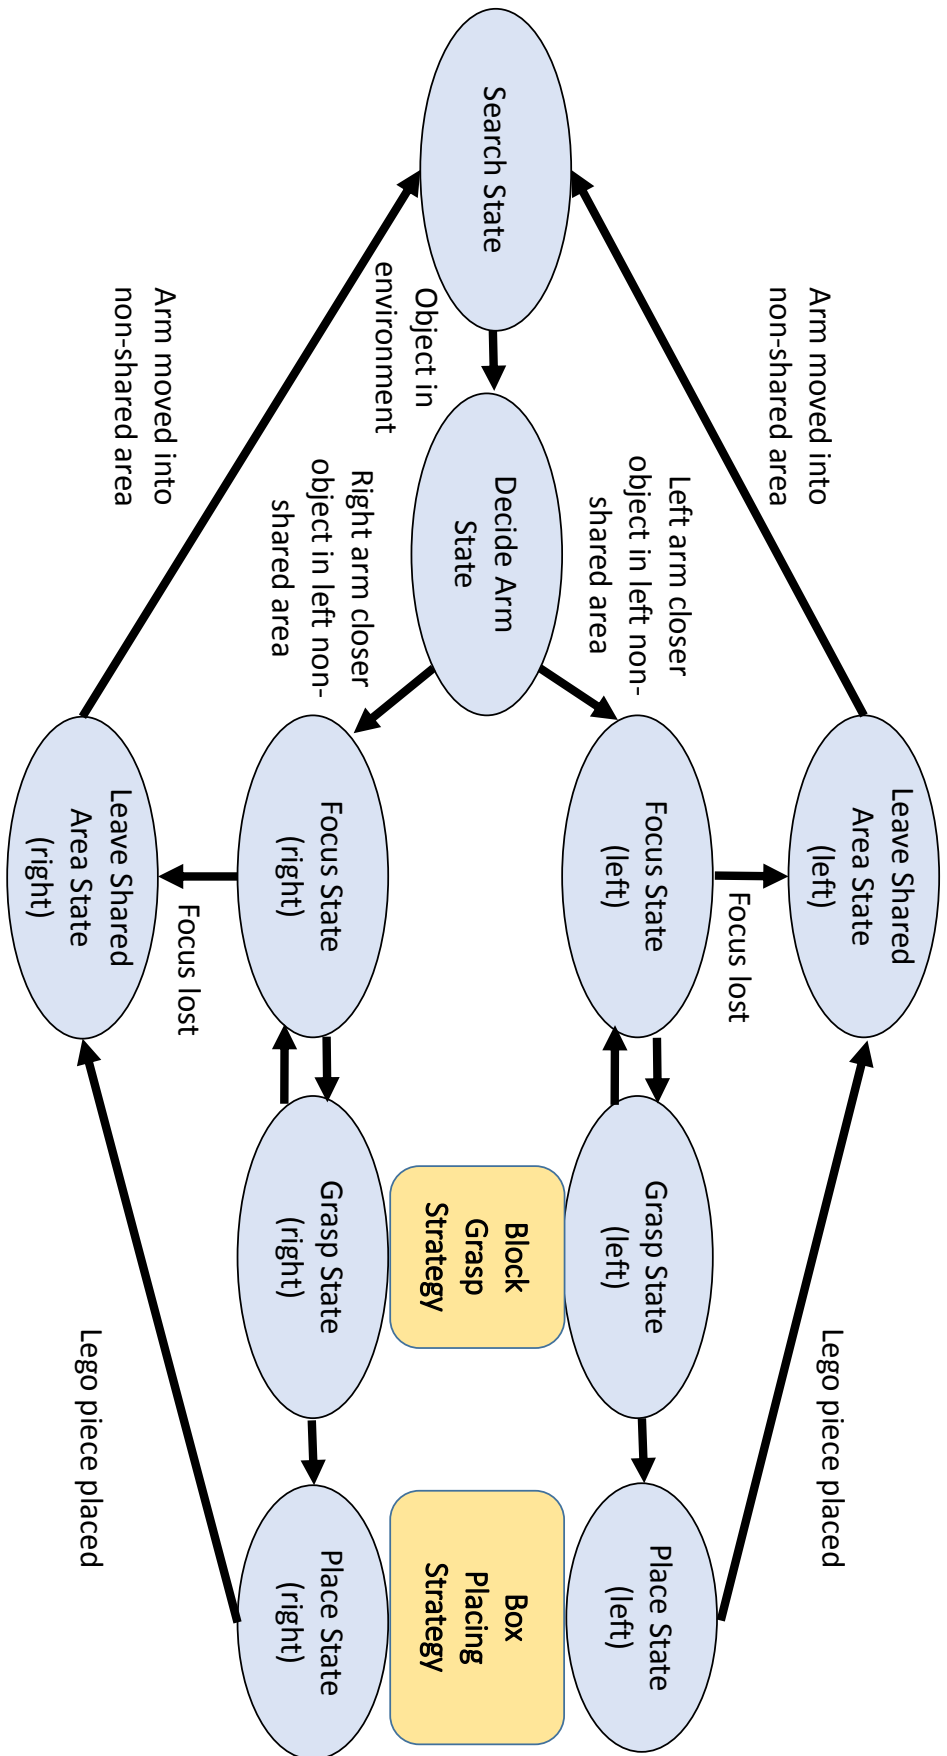 Leave Shared
Area State
(left)
Arm moved into
non-shared area
Focus lost
Lego piece placed
Left arm closer
object in left non-
shared area
Focus State
(left)
Grasp State
(left)
Place State
(left)
Search State
Object in
environment
Decide Arm
State
Block
Grasp
Strategy
Box
Placing
Strategy
Right arm closer
object in left non-
shared area
Focus State
(right)
Grasp State
(right)
Place State
(right)
Focus lost
Arm moved into
non-shared area
Leave Shared
Area State
(right)
Lego piece placed